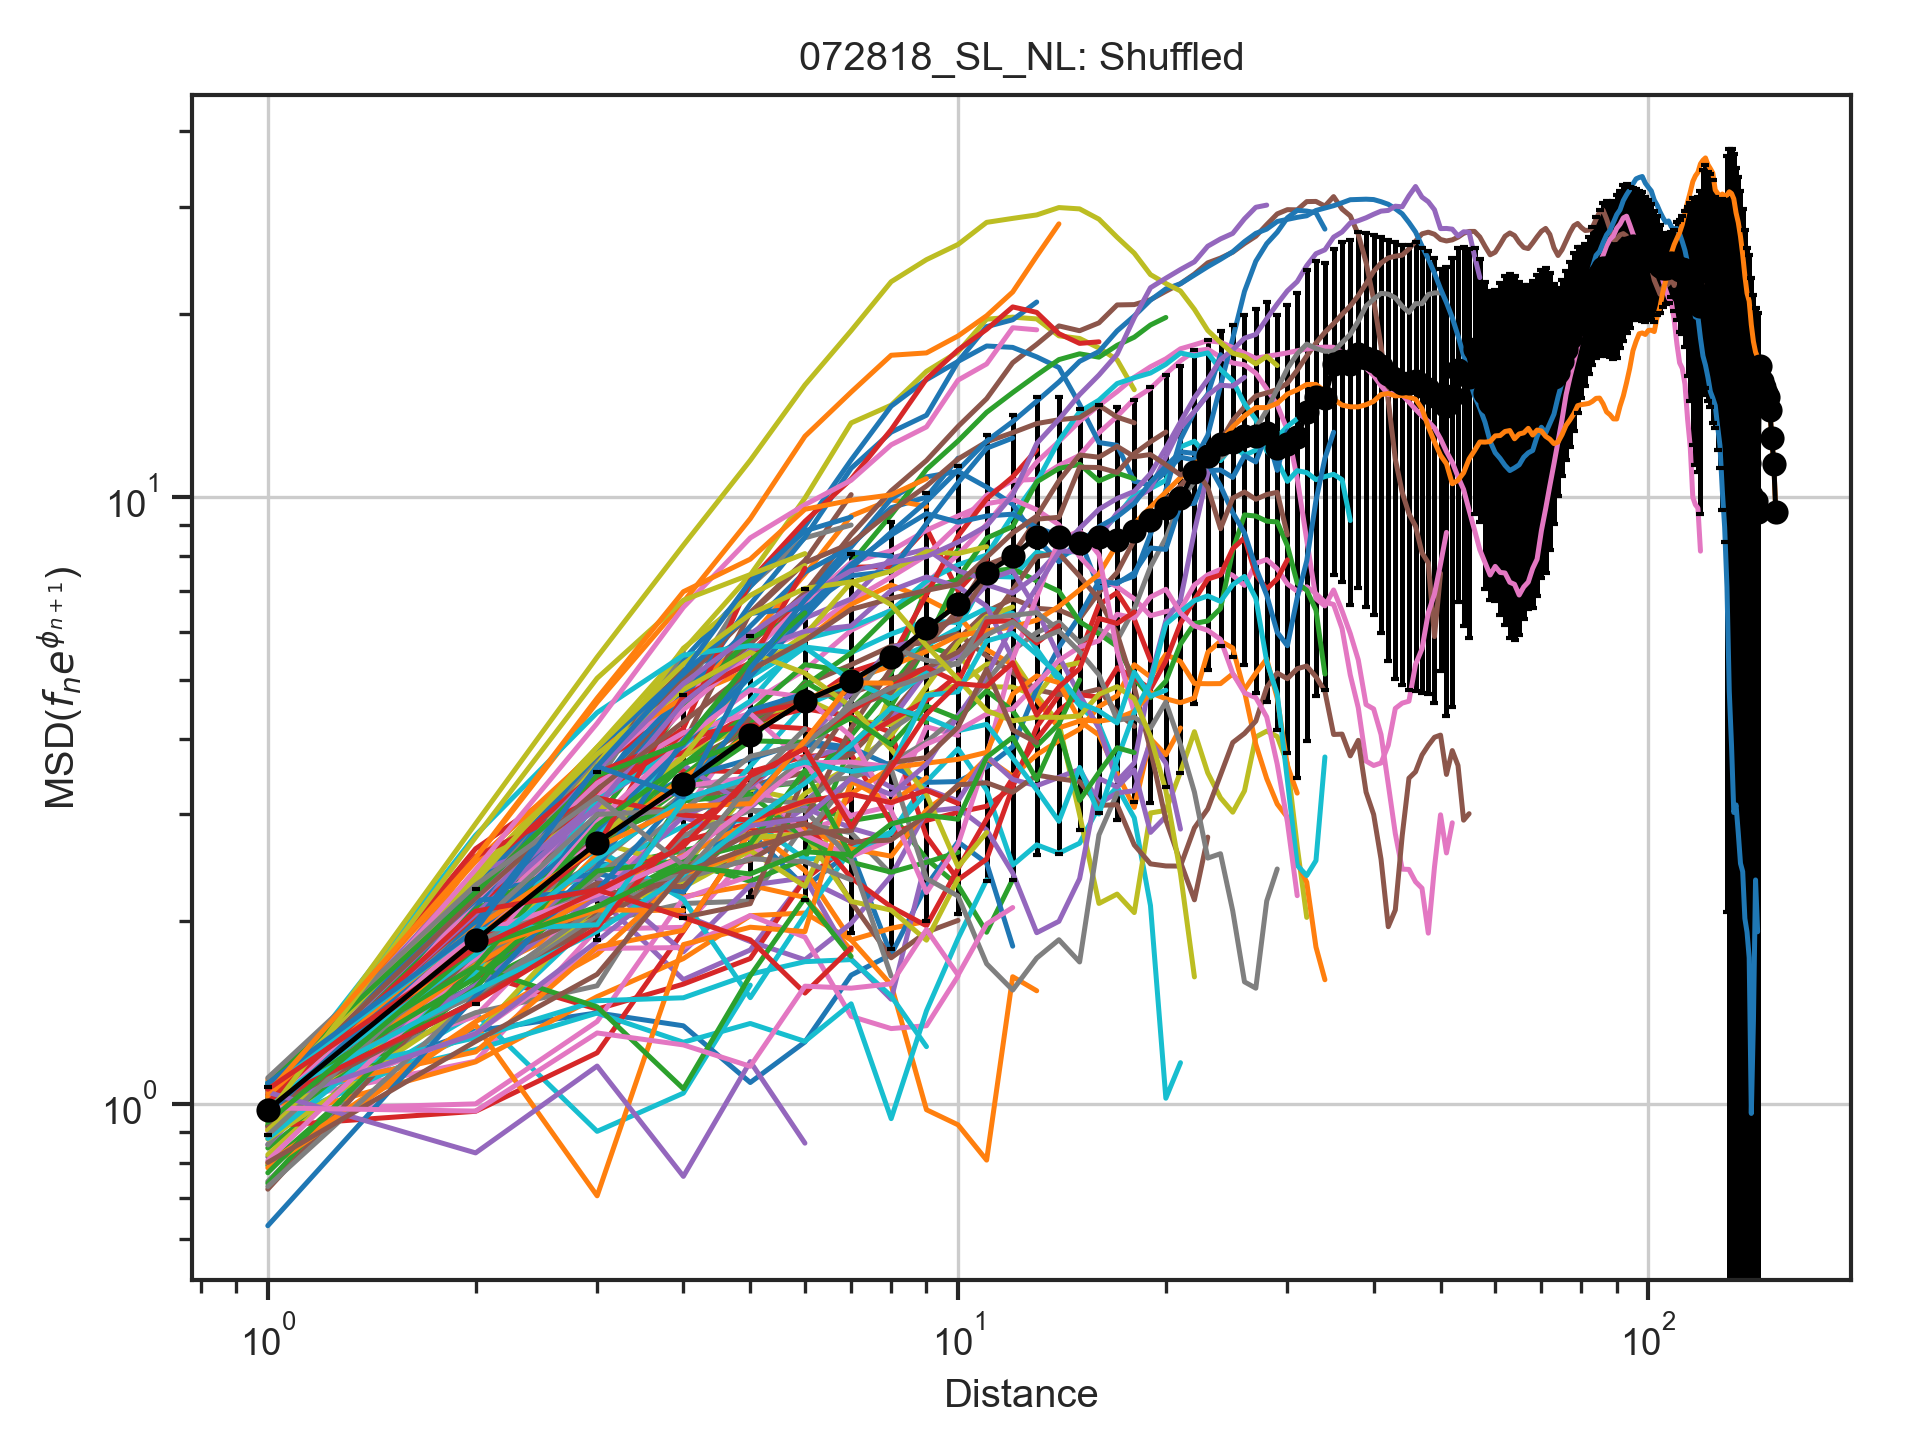 072818_SL_NL: Shuffled
MSD(fₙe^ϕₙ₊₁)
10¹
10⁰
10⁰ 10¹ 10²
Distance